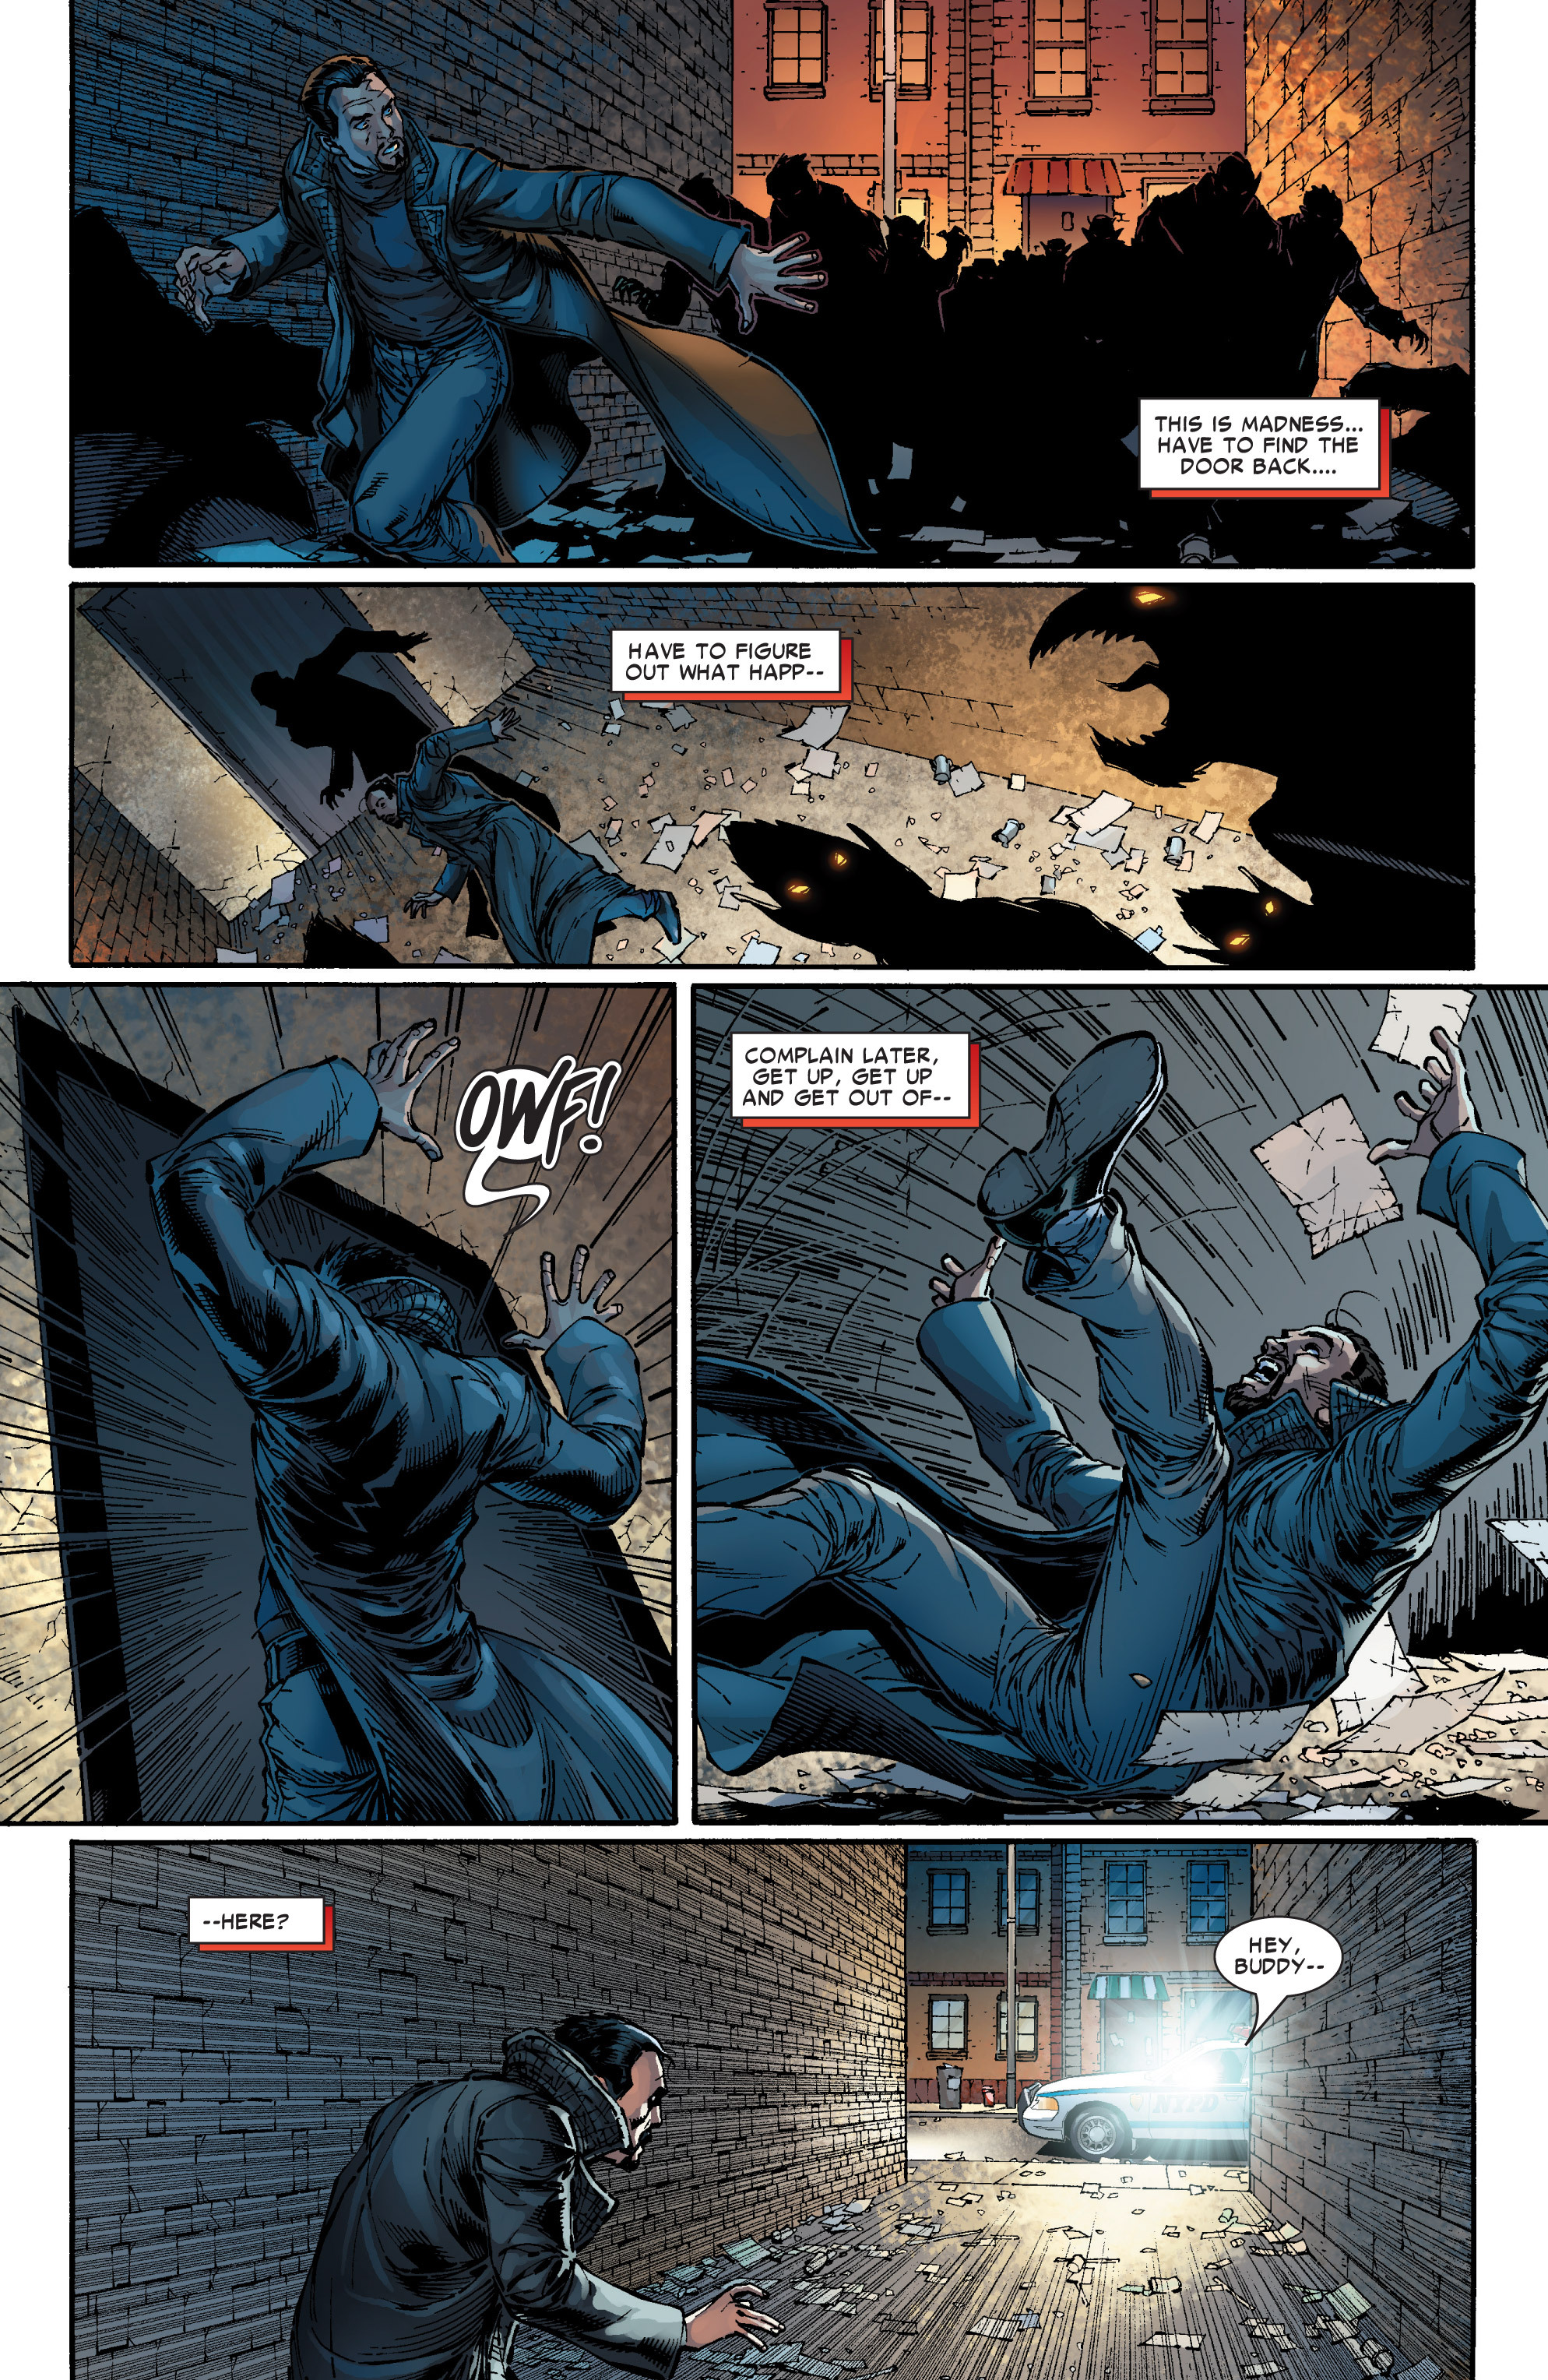 THIS IS MADNESS...
HAVE TO FIND THE
DOOR BACK....
HAVE TO FIGURE
OUT WHAT HAPP--
OWF!
COMPLAIN LATER,
GET UP, GET UP
AND GET OUT OF--
--HERE?
HEY,
BUDDY--
NYPD